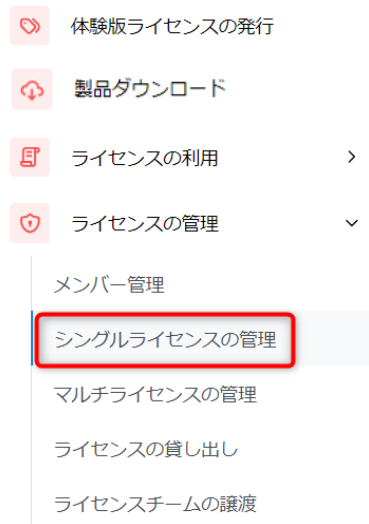 体験版ライセンスの発行
製品ダウンロード
ライセンスの利用
ライセンスの管理
メンバー管理
シングルライセンスの管理
マルチライセンスの管理
ライセンスの貸し出し
ライセンスチームの譲渡